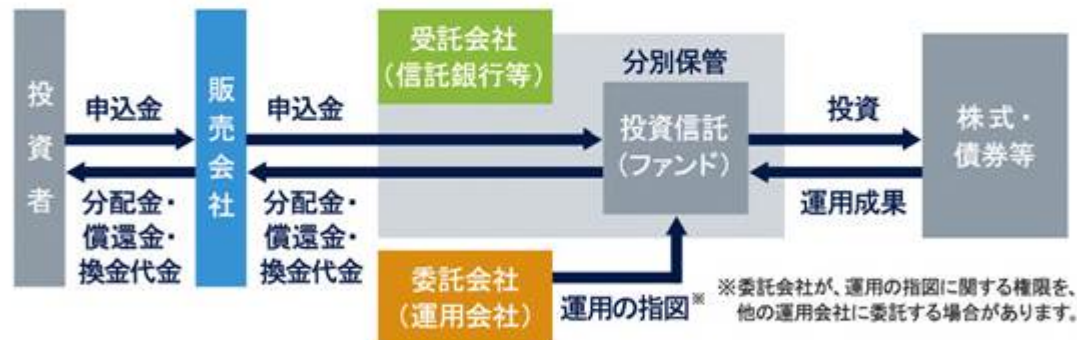 投資者
申込金
分配金・
償還金・
換金代金
販売会社
申込金
分配金・
償還金・
換金代金
受託会社
（信託銀行等）
分別保管
投資信託
（ファンド）
委託会社
（運用会社）
運用の指図※
投資
運用成果
株式・
債券等
※委託会社が、運用の指図に関する権限を、
他の運用会社に委託する場合があります。